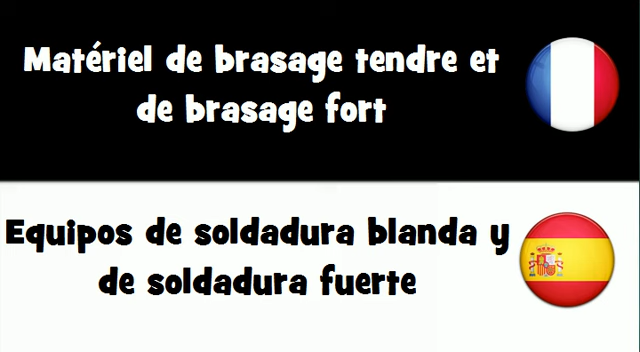 Matériel de brasage tendre et
de brasage fort
Equipos de soldadura blanda y
de soldadura fuerte